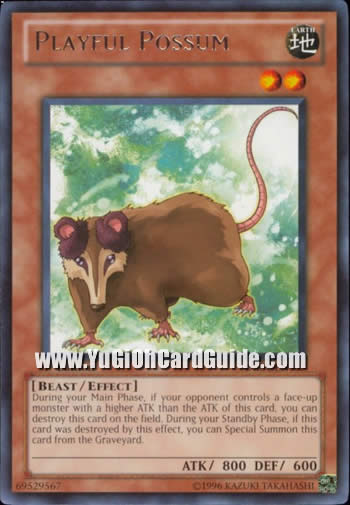 PLAYFUL POSSUM
EARTH
地
www.YuGiOhCardGuide.com
[BEAST/EFFECT]
During your Main Phase, if your opponent controls a face-up
monster with a higher ATK than the ATK of this card, you can
destroy this card on the field. During your Standby Phase, if this
card was destroyed by this effect, you can Special Summon this
card from the Graveyard.
ATK/ 800 DEF/ 600
69529567
©1996 KAZUKI TAKAHASHI